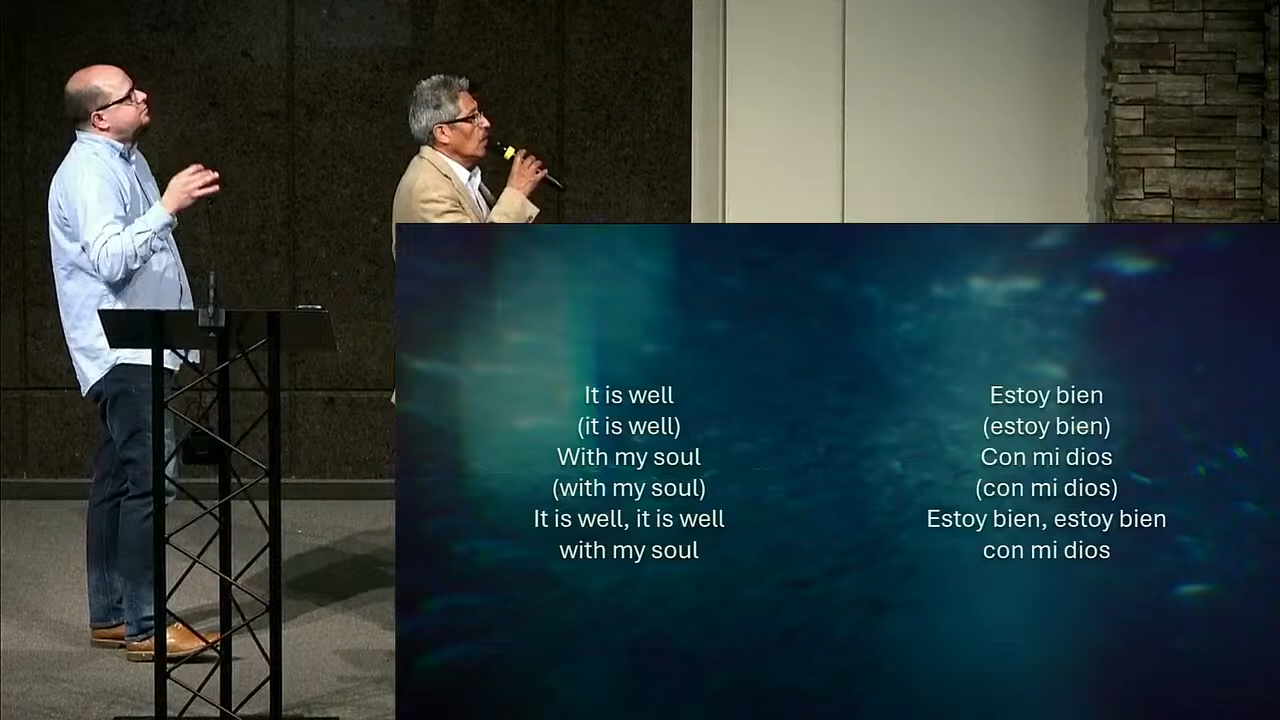 It is well
(it is well)
With my soul
(with my soul)
It is well, it is well
with my soul
Estoy bien
(estoy bien)
Con mi dios
(con mi dios)
Estoy bien, estoy bien
con mi dios